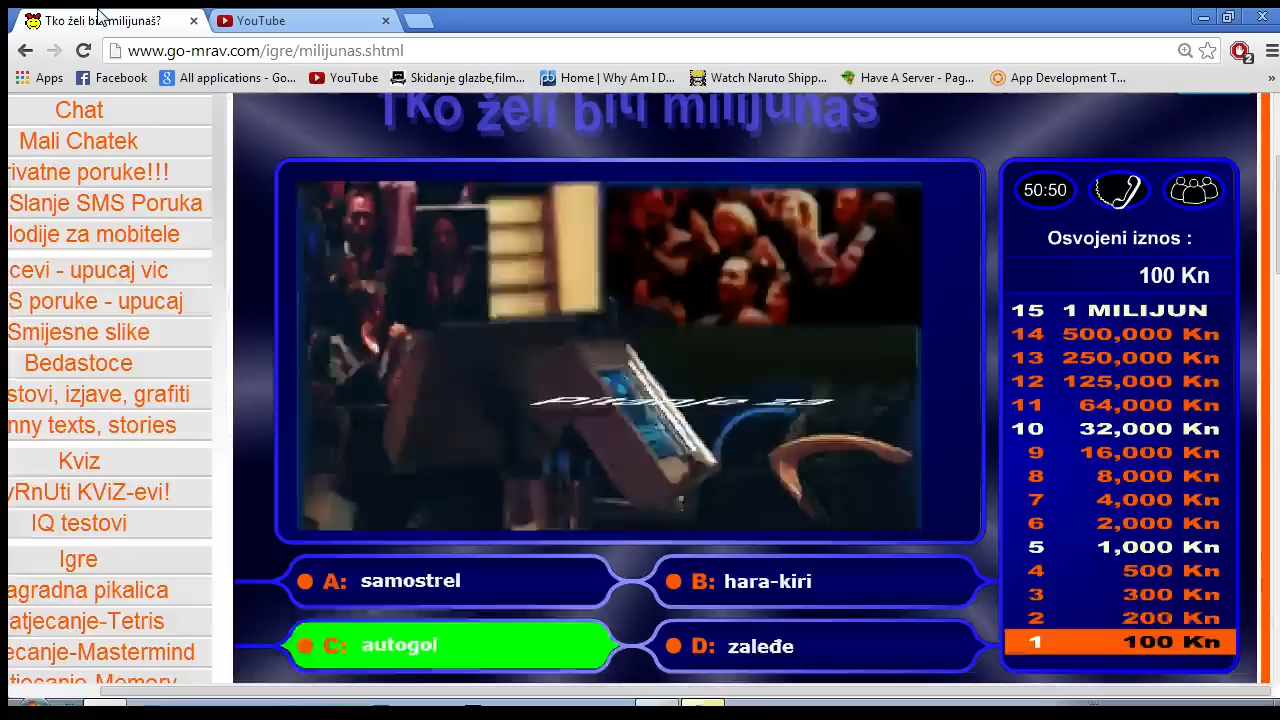 Tko želi biti milijunaš?
YouTube
www.go-mrav.com/igre/milijunas.shtml
2
Apps
Facebook
All applications - Go...
YouTube
Skidanje glazbe,film...
Home | Why Am I D...
Watch Naruto Shipp...
Have A Server - Pag...
App Development T...
»
Chat
Mali Chatek
rivatne poruke!!!
Slanje SMS Poruka
lodije za mobitele
cevi - upucaj vic
S poruke - upucaj
Smijesne slike
Bedastoce
stovi, izjave, grafiti
nny texts, stories
Kviz
vRnUti KViZ-evi!
IQ testovi
Igre
agradna pikalica
atjecanje-Tetris
ecanje-Mastermind
tjecanje-Memory
Tko želi biti milijunaš
A: samostrel
B: hara-kiri
C: autogol
D: zaleđe
50:50
Osvojeni iznos :
100 Kn
15 1 MILIJUN
14 500,000 Kn
13 250,000 Kn
12 125,000 Kn
11 64,000 Kn
10 32,000 Kn
9 16,000 Kn
8 8,000 Kn
7 4,000 Kn
6 2,000 Kn
5 1,000 Kn
4 500 Kn
3 300 Kn
2 200 Kn
1 100 Kn